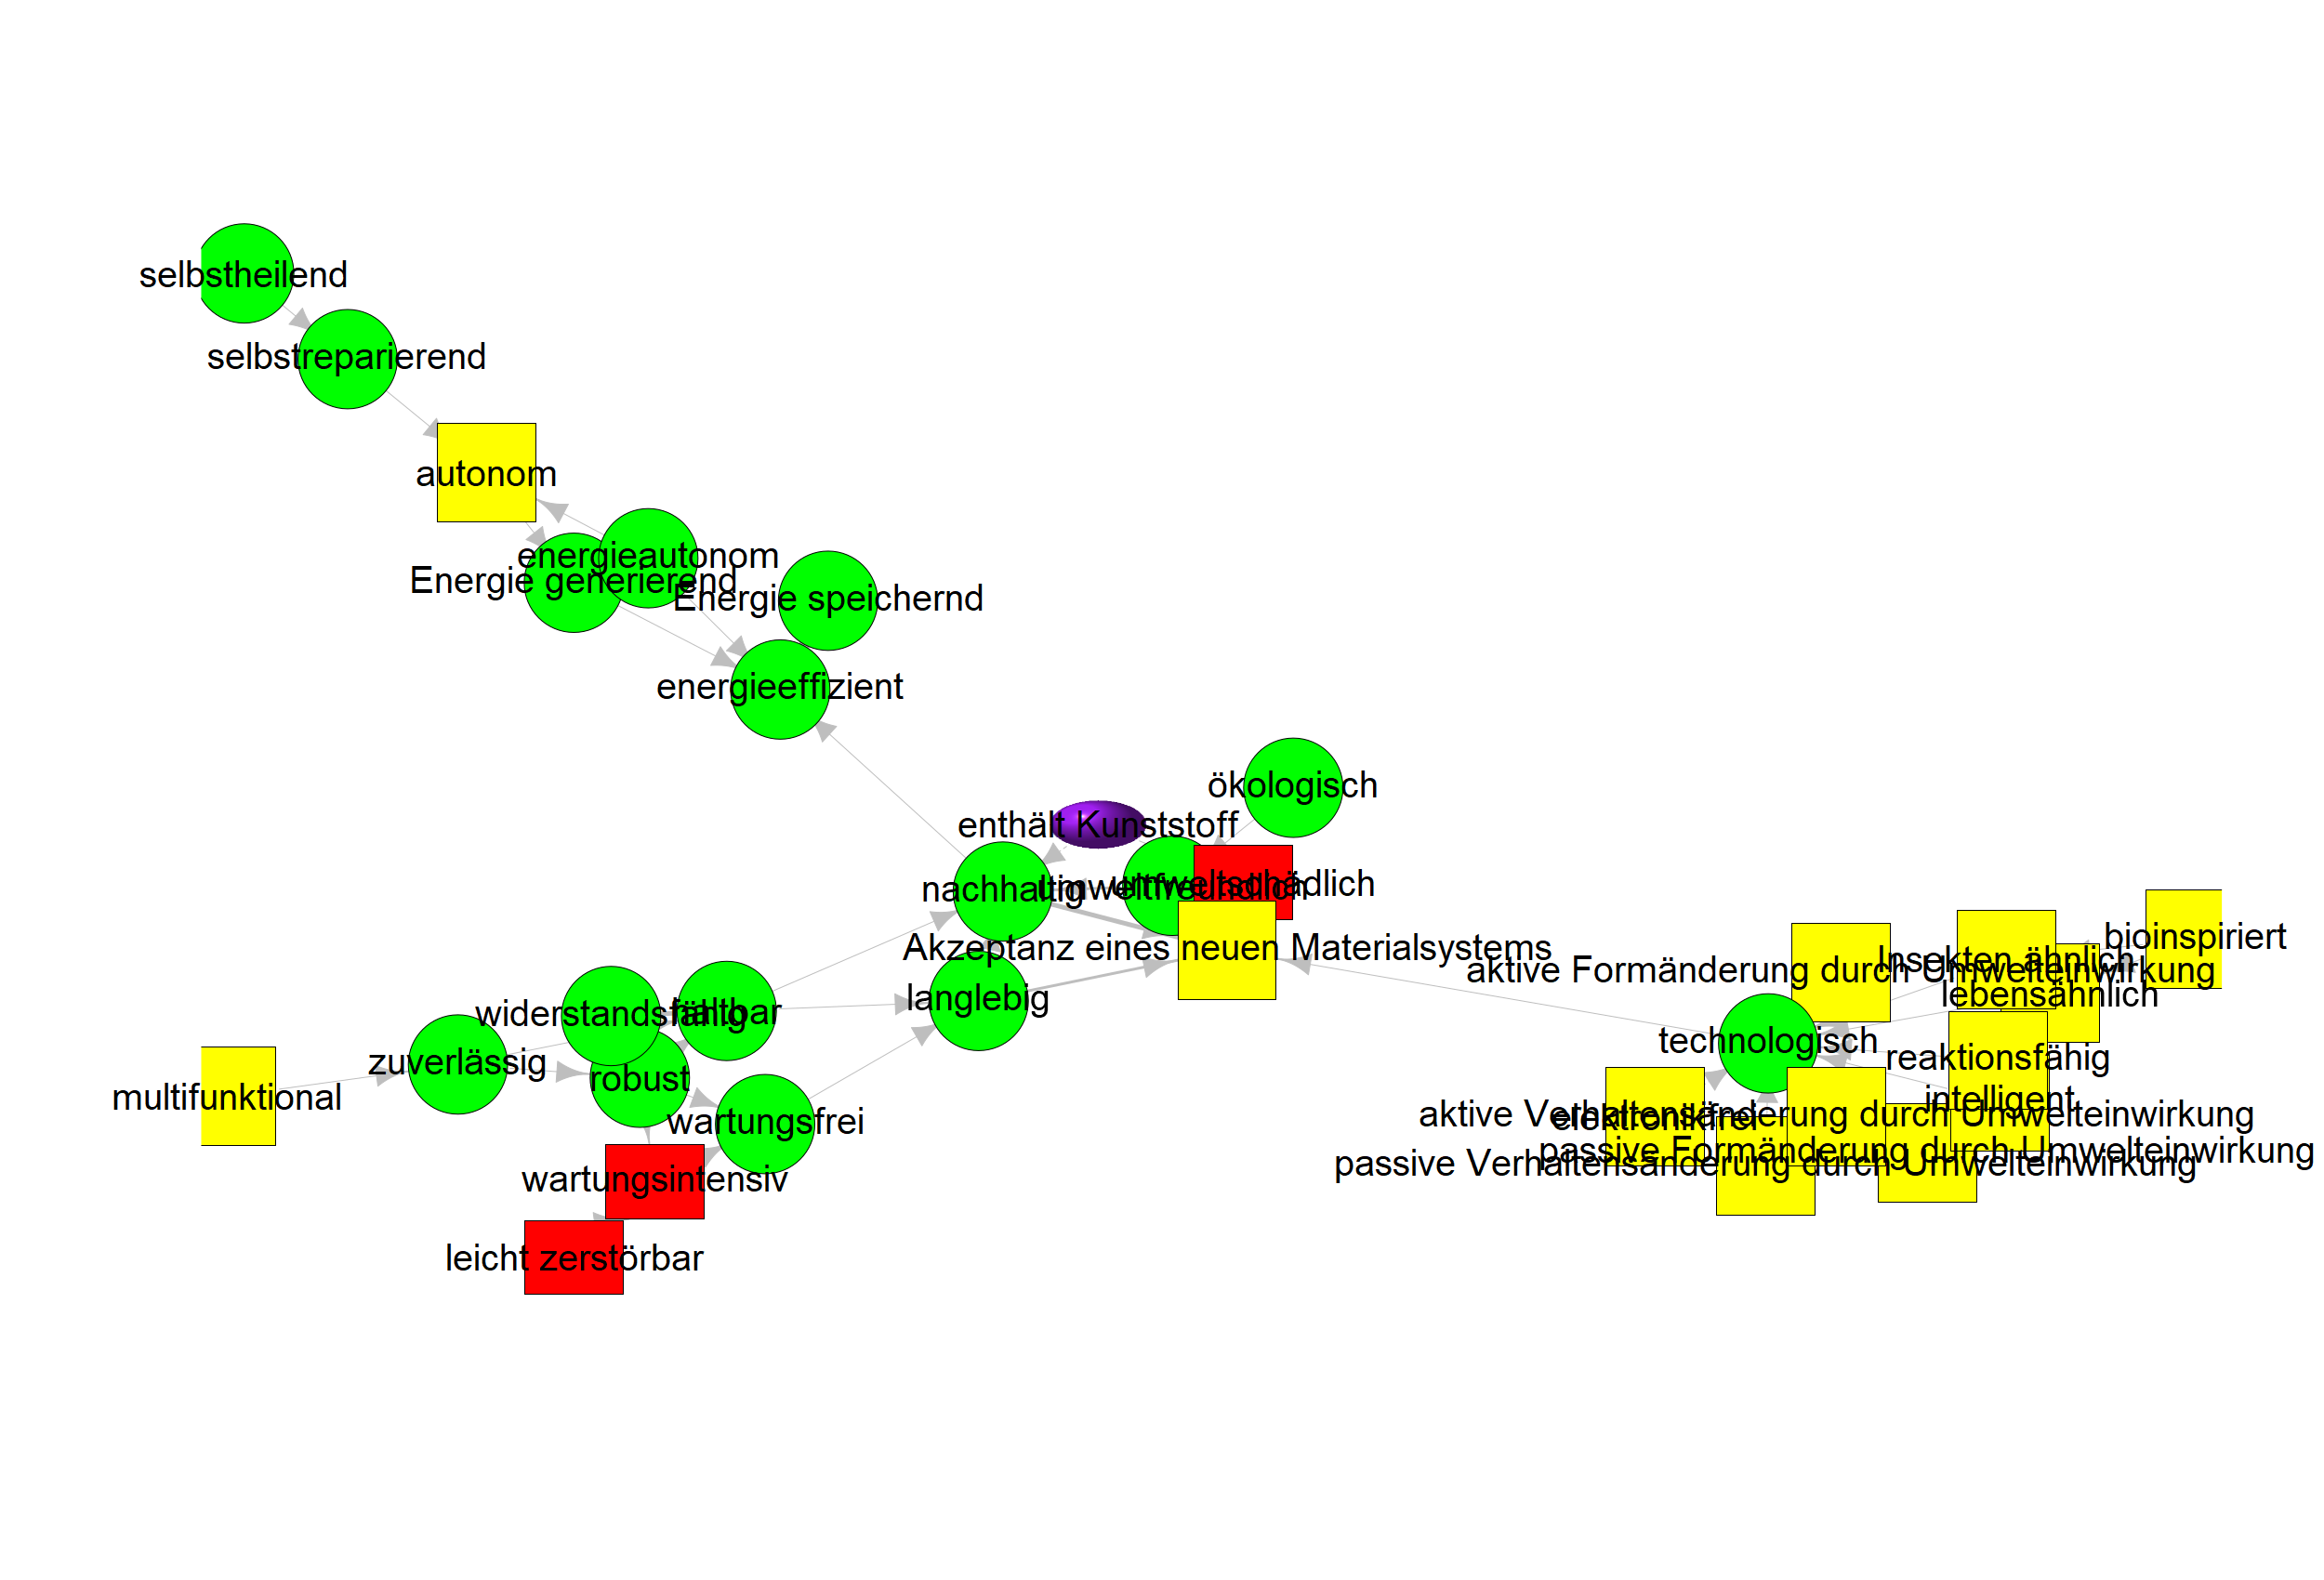 selbstheilend
selbstreparierend
autonom
energieautonom
Energie generierend
Energie speichernd
energieeffizient
ökologisch
enthält Kunststoff
nachhaltig
umweltfreundlich
umweltschädlich
Akzeptanz eines neuen Materialsystems
bioinspiriert
Insekten ähnlich
aktive Formänderung durch Umwelteinwirkung
lebensähnlich
langlebig
widerstandsfähig
haltbar
technologisch
zuverlässig
reaktionsfähig
robust
multifunktional
intelligent
wartungsfrei
aktive Verhaltensänderung durch Umwelteinwirkung
elektronikfrei
passive Formänderung durch Umwelteinwirkung
passive Verhaltensänderung durch Umwelteinwirkung
wartungsintensiv
leicht zerstörbar